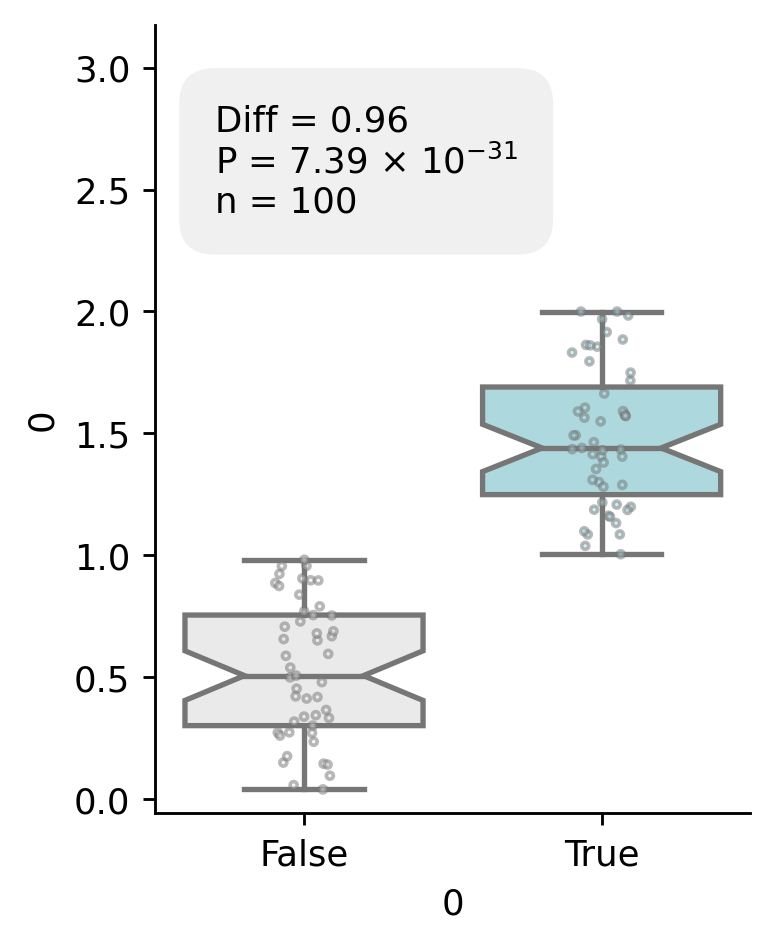 3.0
Diff = 0.96
P = 7.39 × 10⁻³¹
n = 100
2.5
2.0
1.5
0
1.0
0.5
0.0
False
True
0